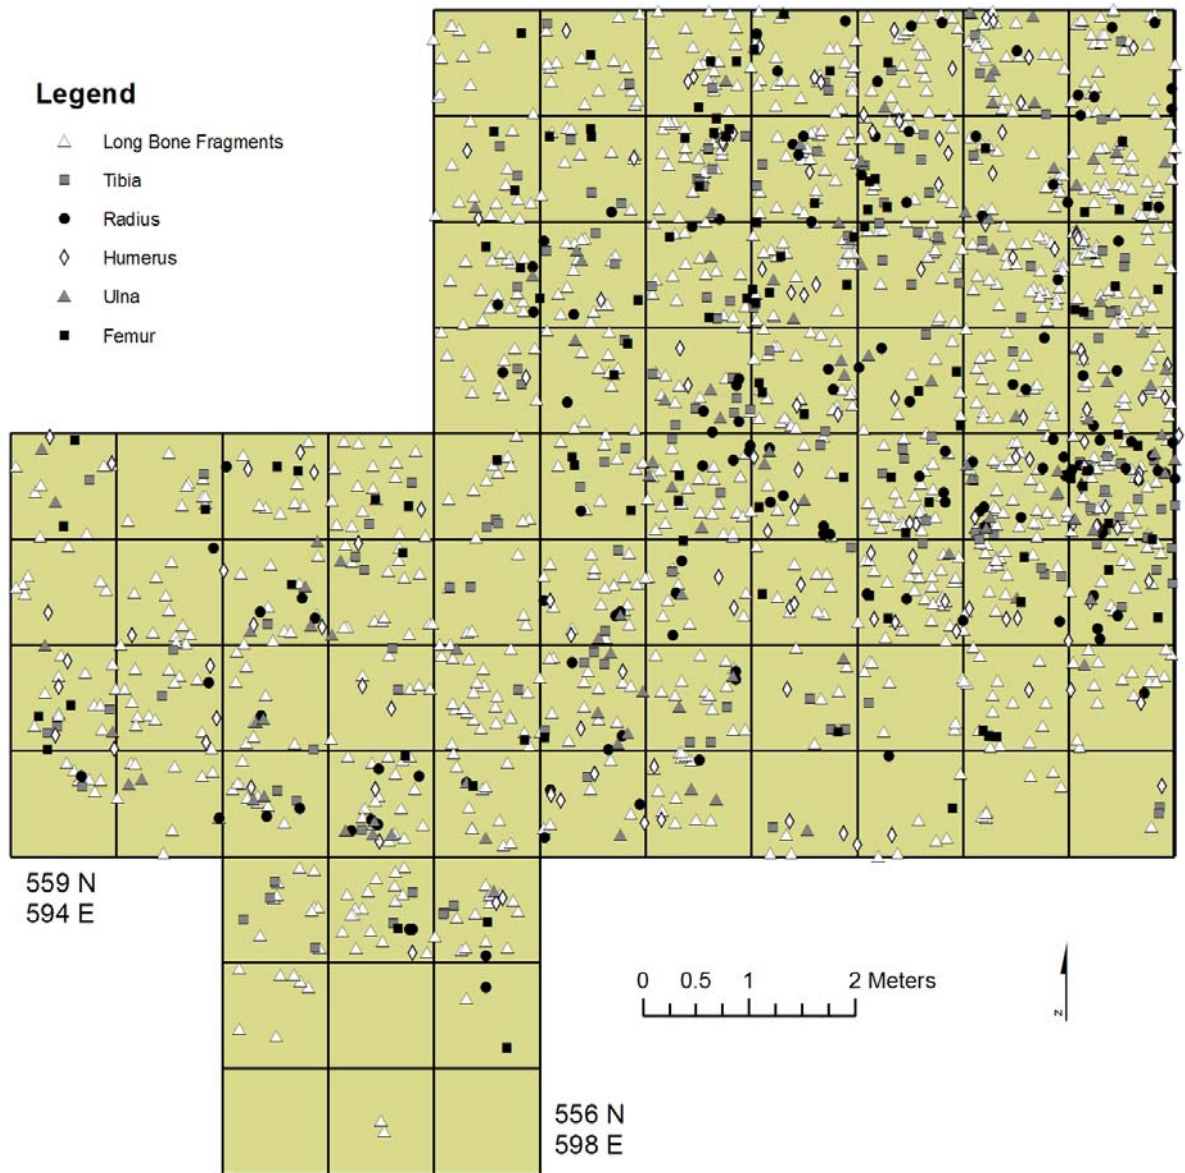 Legend
Long Bone Fragments
Tibia
Radius
Humerus
Ulna
Femur
559 N
594 E
0 0.5 1 2 Meters
N
556 N
598 E